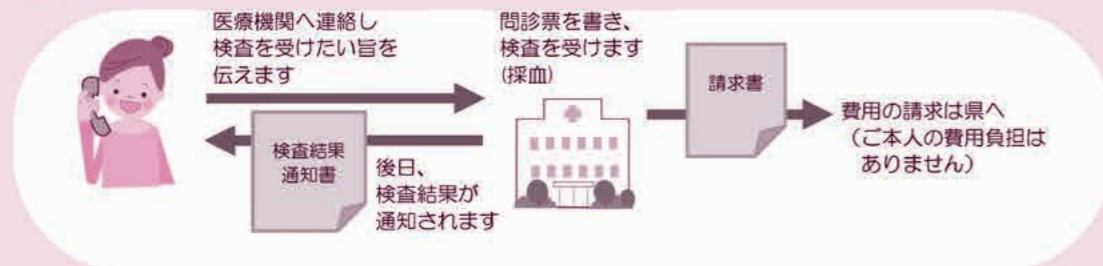 医療機関へ連絡し
検査を受けたい旨を
伝えます
問診票を書き、
検査を受けます
(採血)
請求書
費用の請求は県へ
（ご本人の費用負担は
ありません）
検査結果
通知書
後日、
検査結果が
通知されます